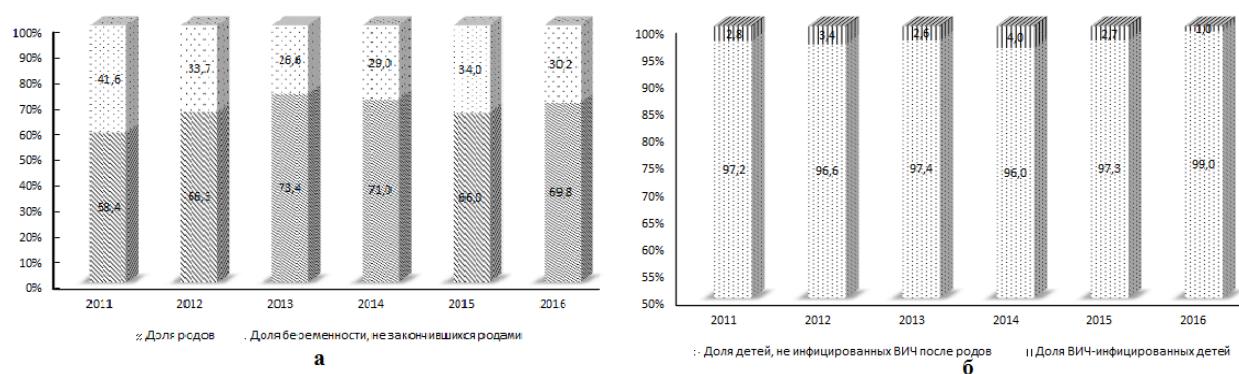 100%
90%
80%
70%
60%
50%
40%
30%
20%
10%
0%
41,6 33,7 26,6 29,0 34,0 30,2
58,4 66,3 73,4 71,0 66,0 69,8
2011 2012 2013 2014 2015 2016
Доля родов Доля беременности, не закончившихся родами
а
100%
95%
90%
85%
80%
75%
70%
65%
60%
55%
50%
2,8 3,4 2,6 4,0 2,7 1,0
97,2 96,6 97,4 96,0 97,3 99,0
2011 2012 2013 2014 2015 2016
Доля детей, не инфицированных ВИЧ после родов Доля ВИЧ-инфицированных детей
б